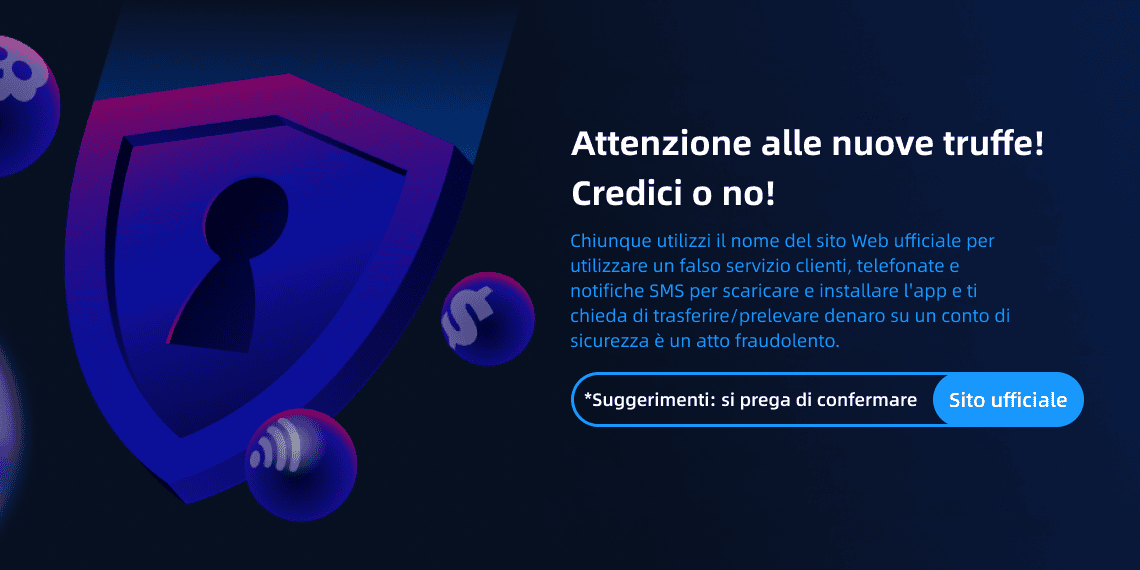 Attenzione alle nuove truffe!
Credici o no!
Chiunque utilizzi il nome del sito Web ufficiale per
utilizzare un falso servizio clienti, telefonate e
notifiche SMS per scaricare e installare l'app e ti
chieda di trasferire/prelevare denaro su un conto di
sicurezza è un atto fraudolento.
*Suggerimenti: si prega di confermare Sito ufficiale